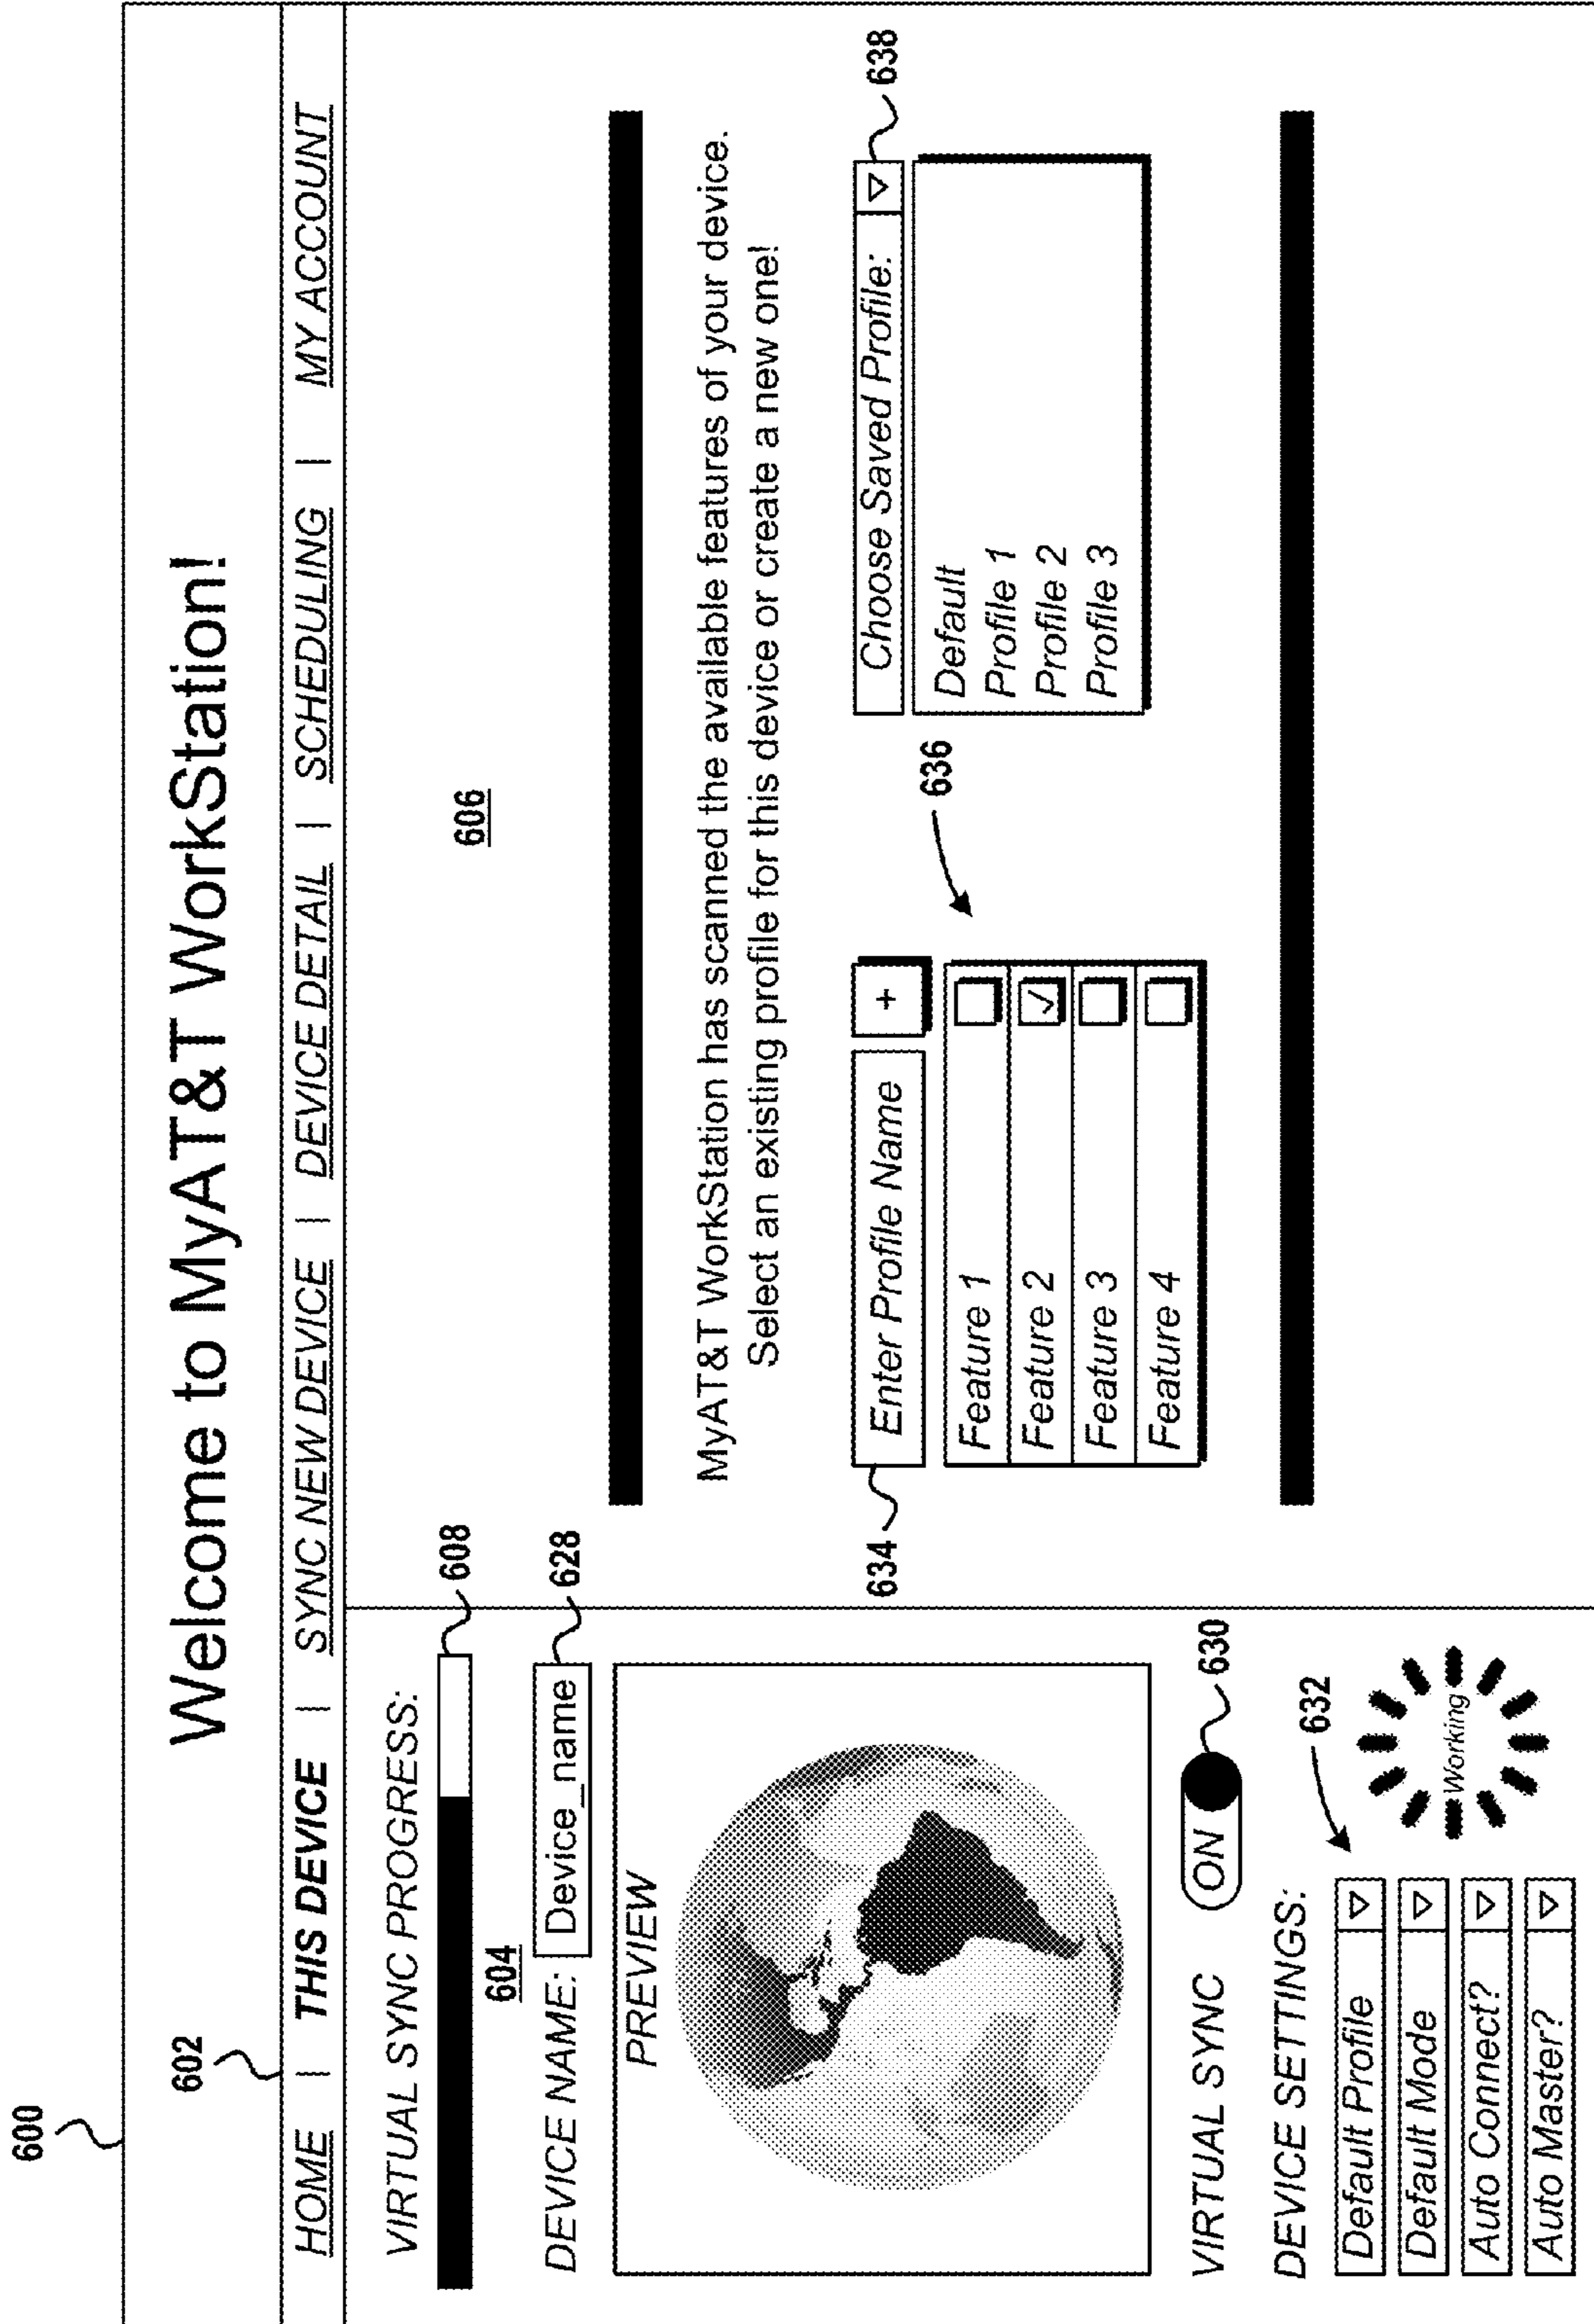 600
Welcome to MyAT&T WorkStation!
602
HOME | THIS DEVICE | SYNC NEW DEVICE | DEVICE DETAIL | SCHEDULING | MY ACCOUNT
VIRTUAL SYNC PROGRESS:
608
604
DEVICE NAME: Device_name
628
PREVIEW
VIRTUAL SYNC ON
630
DEVICE SETTINGS:
632
Default Profile
Default Mode
Auto Connect?
Auto Master?
Working
606
MyAT&T WorkStation has scanned the available features of your device.
Select an existing profile for this device or create a new one!
634
Enter Profile Name +
636
Feature 1
Feature 2 ✓
Feature 3
Feature 4
Choose Saved Profile:
638
Default
Profile 1
Profile 2
Profile 3